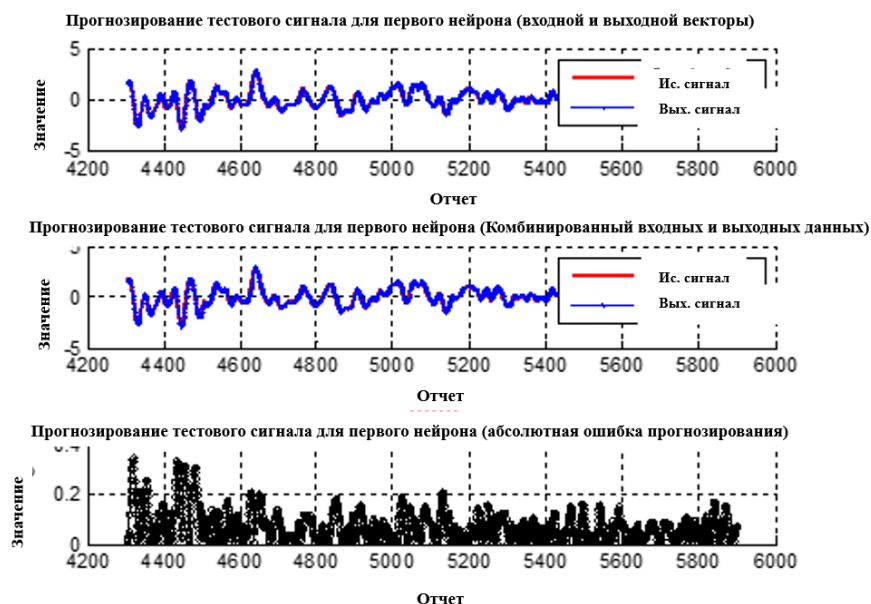 Прогнозирование тестового сигнала для первого нейрона (входной и выходной векторы)
5
0
-5
Значение
Ис. сигнал
Вых. сигнал
4200 4400 4600 4800 5000 5200 5400 5600 5800 6000
Отчет
Прогнозирование тестового сигнала для первого нейрона (Комбинированный входных и выходных данных)
5
0
-5
Значение
Ис. сигнал
Вых. сигнал
4200 4400 4600 4800 5000 5200 5400 5600 5800 6000
Отчет
Прогнозирование тестового сигнала для первого нейрона (абсолютная ошибка прогнозирования)
0.4
0.2
0
Значение
4200 4400 4600 4800 5000 5200 5400 5600 5800 6000
Отчет